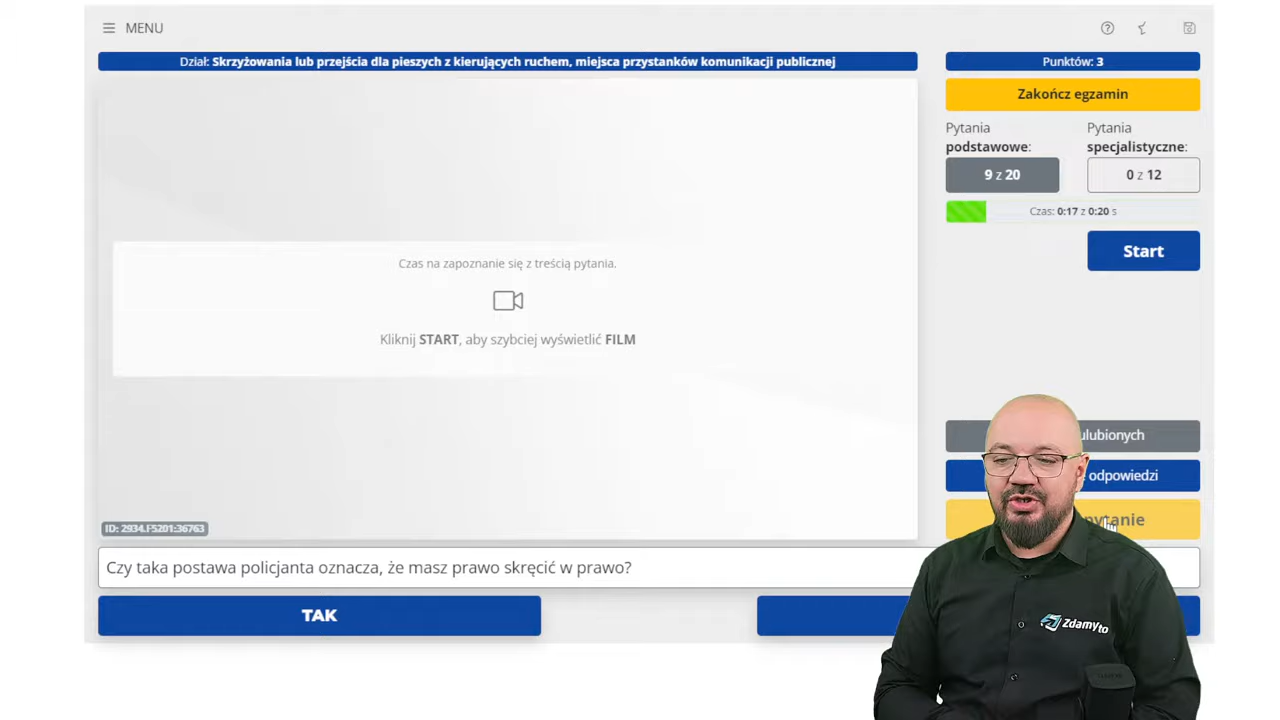 MENU
Dział: Skrzyżowania lub przejścia dla pieszych z kierujących ruchem, miejsca przystanków komunikacji publicznej
Punktów: 3
Zakończ egzamin
Pytania
podstawowe:
Pytania
specjalistyczne:
9 z 20
0 z 12
Czas: 0:17 z 0:20 s
Start
Czas na zapoznanie się z treścią pytania.
Kliknij START, aby szybciej wyświetlić FILM
ulubionych
odpowiedzi
pytanie
ID: 2934.F5201:36763
Czy taka postawa policjanta oznacza, że masz prawo skręcić w prawo?
TAK
Zdamyto